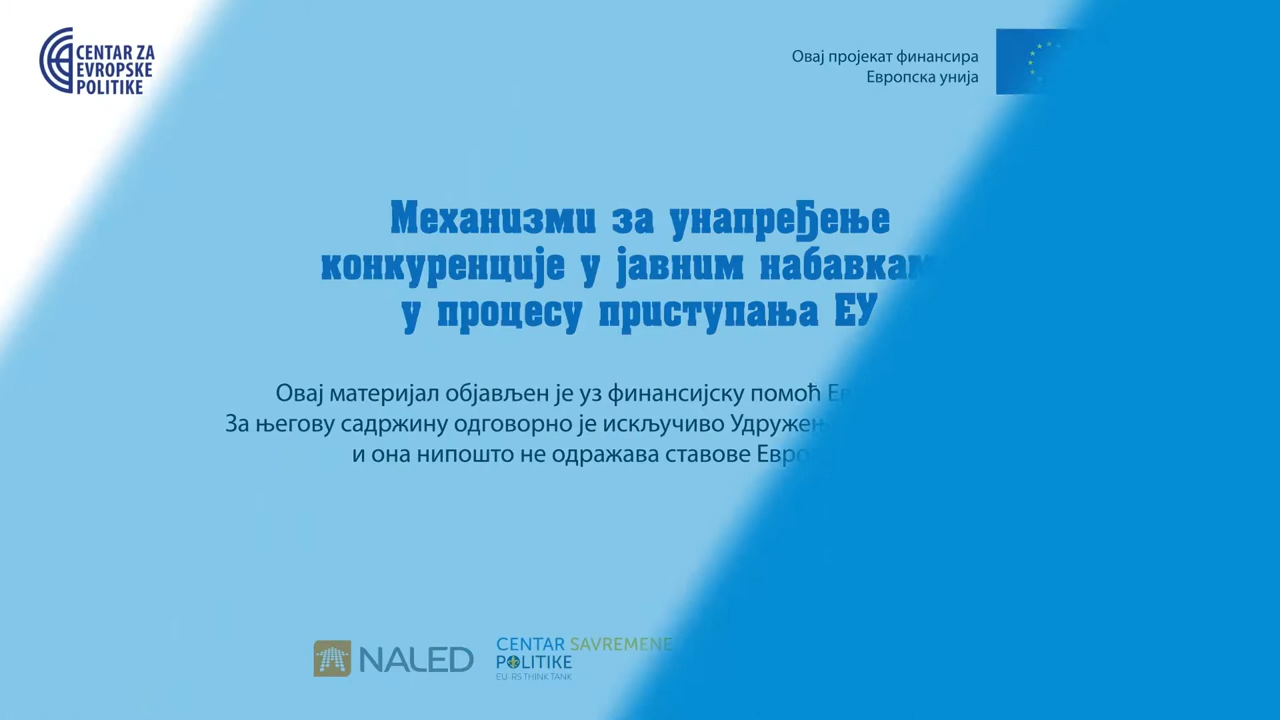 CENTAR ZA
EVROPSKE
POLITIKE
Овај пројекат финансира
Европска унија
Механизми за унапређење
конкуренције у јавним
у процесу приступања ЕУ
Овај материјал објављен је уз финансијску помоћ
За његову садржину одговорно је искључиво
и она нипошто не одражава ставове
NALED
CENTAR SAVREMENE
POLITIKE
EU-RS THINK TANK